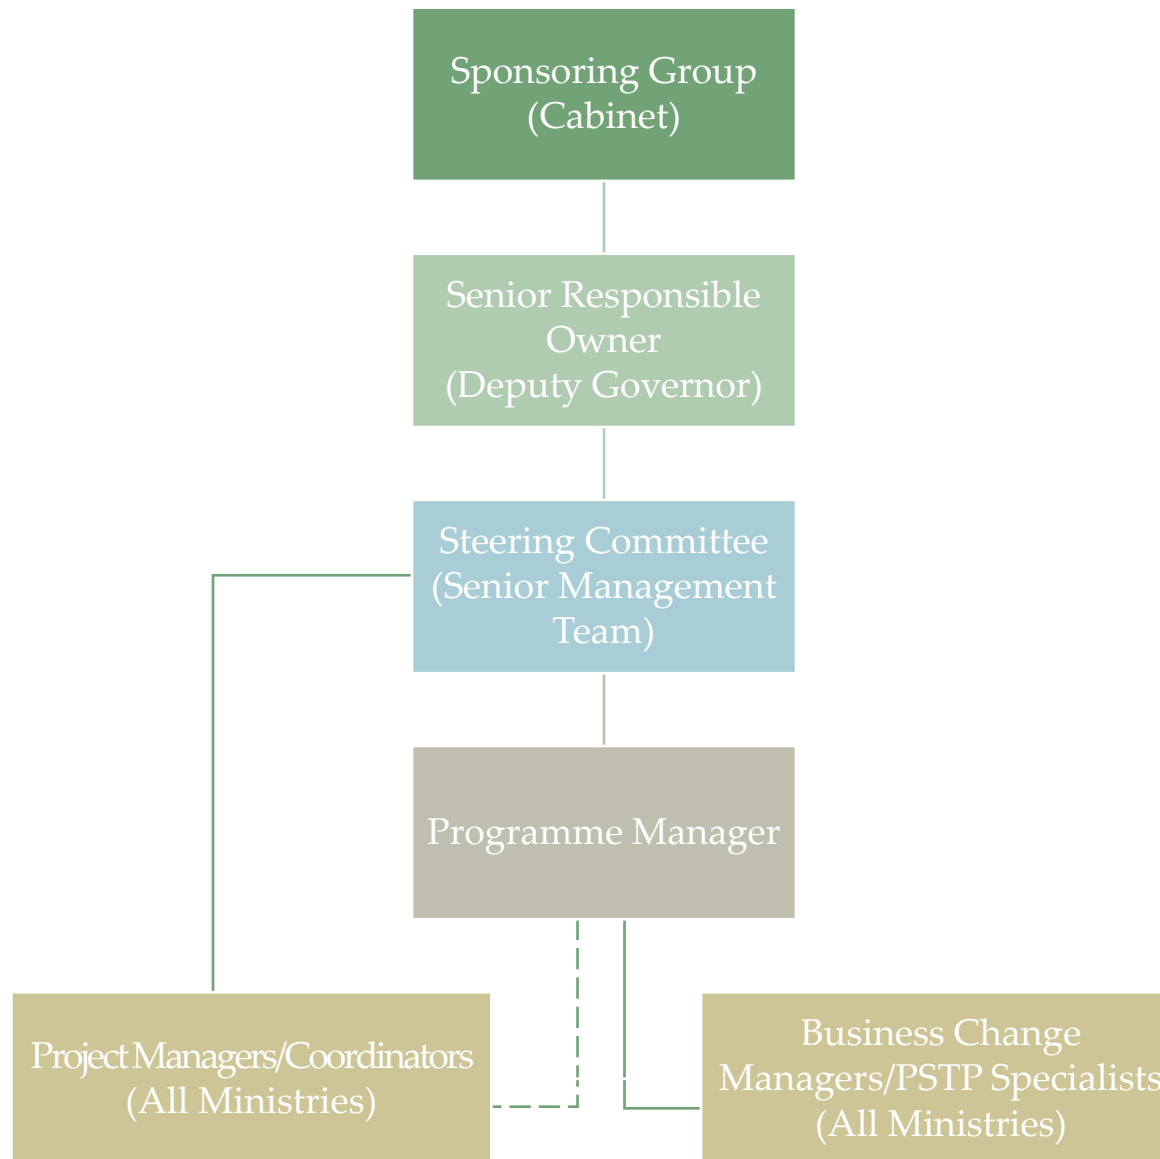 Sponsoring Group
(Cabinet)
Senior Responsible
Owner
(Deputy Governor)
Steering Committee
(Senior Management
Team)
Programme Manager
Project Managers/Coordinators
(All Ministries)
Business Change
Managers/PSTP Specialists
(All Ministries)